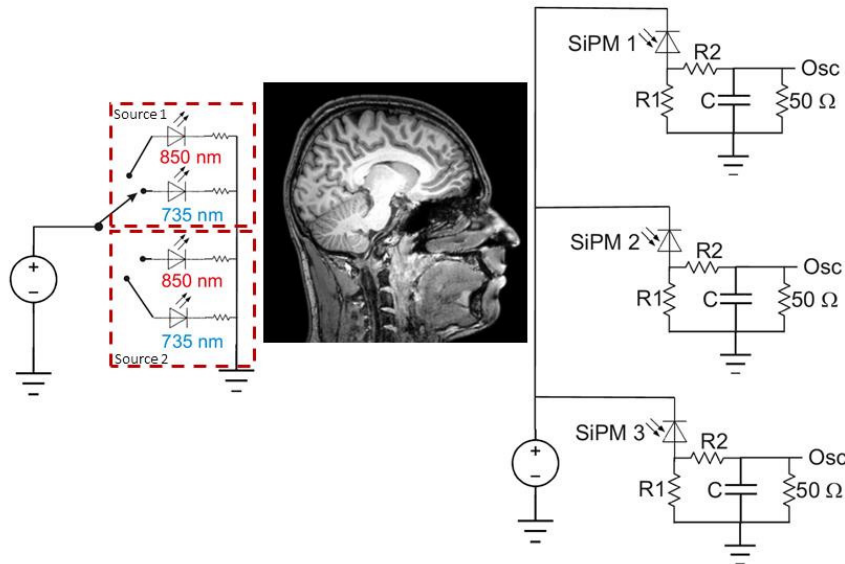 Source 1
850 nm
735 nm
850 nm
735 nm
Source 2
+
−
SiPM 1
R2
Osc
R1
C
50 Ω
SiPM 2
R2
Osc
R1
C
50 Ω
SiPM 3
R2
Osc
R1
C
50 Ω
+
−